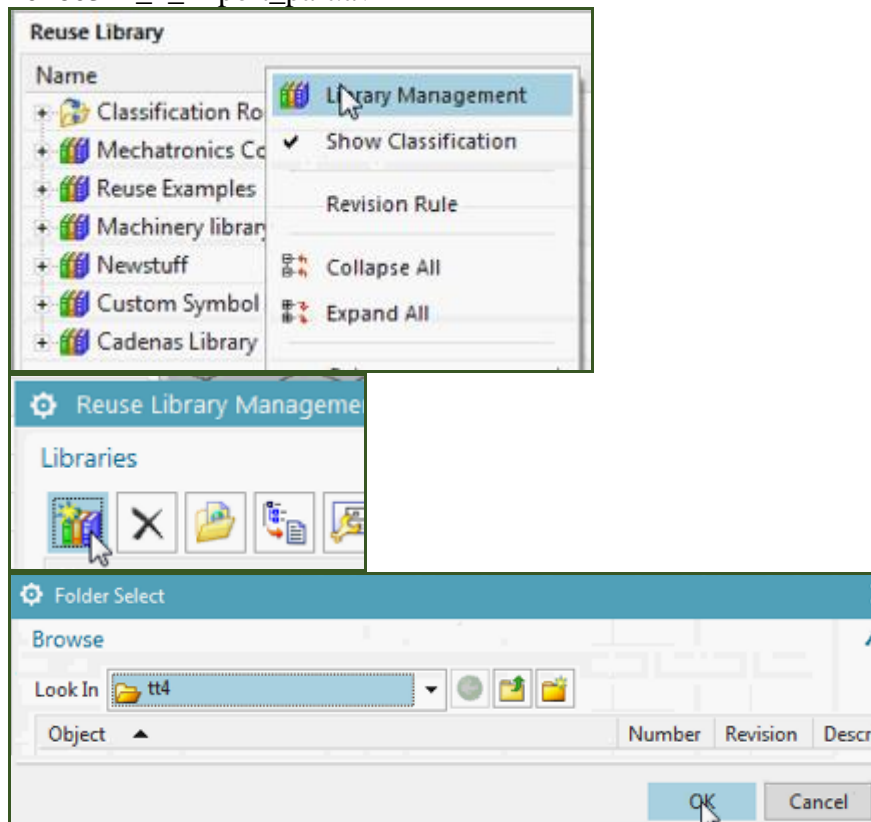 Reuse Library
Name
Classification Ro
Mechatronics Co
Reuse Examples
Machinery library
Newstuff
Custom Symbol
Cadenas Library
Library Management
Show Classification
Revision Rule
Collapse All
Expand All
Reuse Library Manageme
Libraries
Folder Select
Browse
Look In tt4
Object Number Revision Descr
OK Cancel